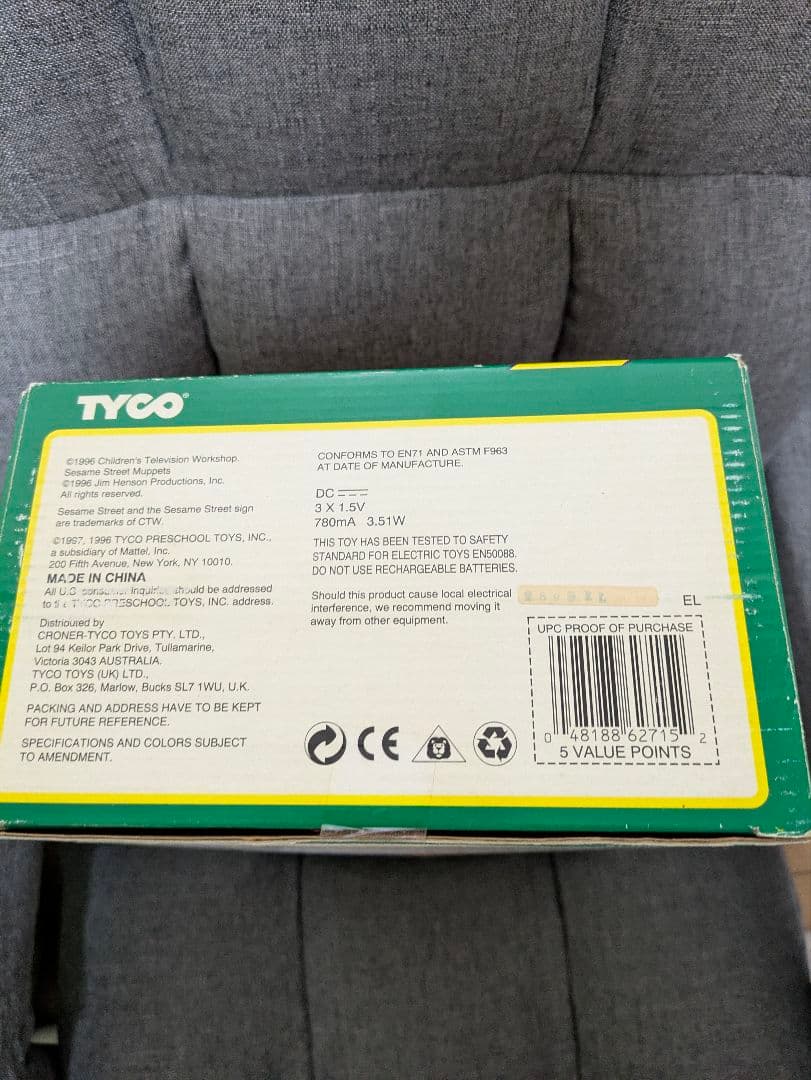 TYCO®
©1996 Children's Television Workshop.
Sesame Street Muppets
©1996 Jim Henson Productions, Inc.
All rights reserved.
Sesame Street and the Sesame Street sign
are trademarks of CTW.
©1997, 1996 TYCO PRESCHOOL TOYS, INC.,
a subsidiary of Mattel, Inc.
200 Fifth Avenue, New York, NY 10010.
MADE IN CHINA
All U.S. consumer inquiries should be addressed
to TYCO PRESCHOOL TOYS, INC. address.
Distributed by
CRONER-TYCO TOYS PTY. LTD.,
Lot 94 Keilor Park Drive, Tullamarine,
Victoria 3043 AUSTRALIA.
TYCO TOYS (UK) LTD.,
P.O. Box 326, Marlow, Bucks SL7 1WU, U.K.
PACKING AND ADDRESS HAVE TO BE KEPT
FOR FUTURE REFERENCE.
SPECIFICATIONS AND COLORS SUBJECT
TO AMENDMENT.
CONFORMS TO EN71 AND ASTM F963
AT DATE OF MANUFACTURE.
DC
3 X 1.5V
780mA 3.51W
THIS TOY HAS BEEN TESTED TO SAFETY
STANDARD FOR ELECTRIC TOYS EN50088.
DO NOT USE RECHARGEABLE BATTERIES.
Should this product cause local electrical
interference, we recommend moving it
away from other equipment.
CE
EL
UPC PROOF OF PURCHASE
0 48188 62715 2
5 VALUE POINTS